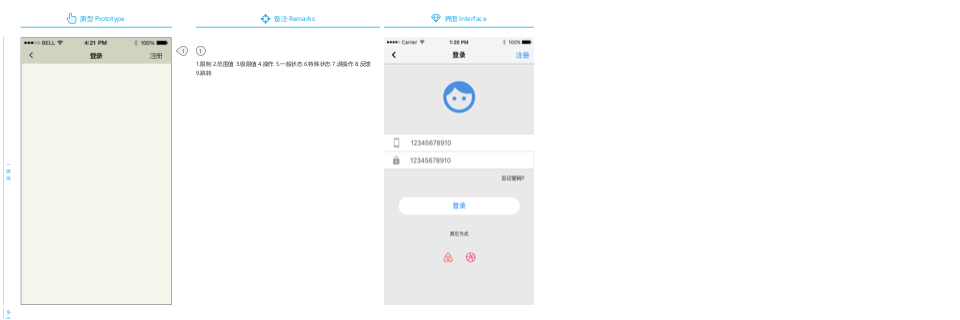 原型 Prototype
备注 Remarks
界面 Interface
BELL 4:21 PM 100%
登录 注册
1
1
1.限制 2.范围值 3.极限值 4.操作 5.一般状态 6.特殊状态 7.误操作 8.反馈
9.跳转
Carrier 1:20 PM 100%
登录 注册
12345678910
12345678910
忘记密码?
登录
其它方式